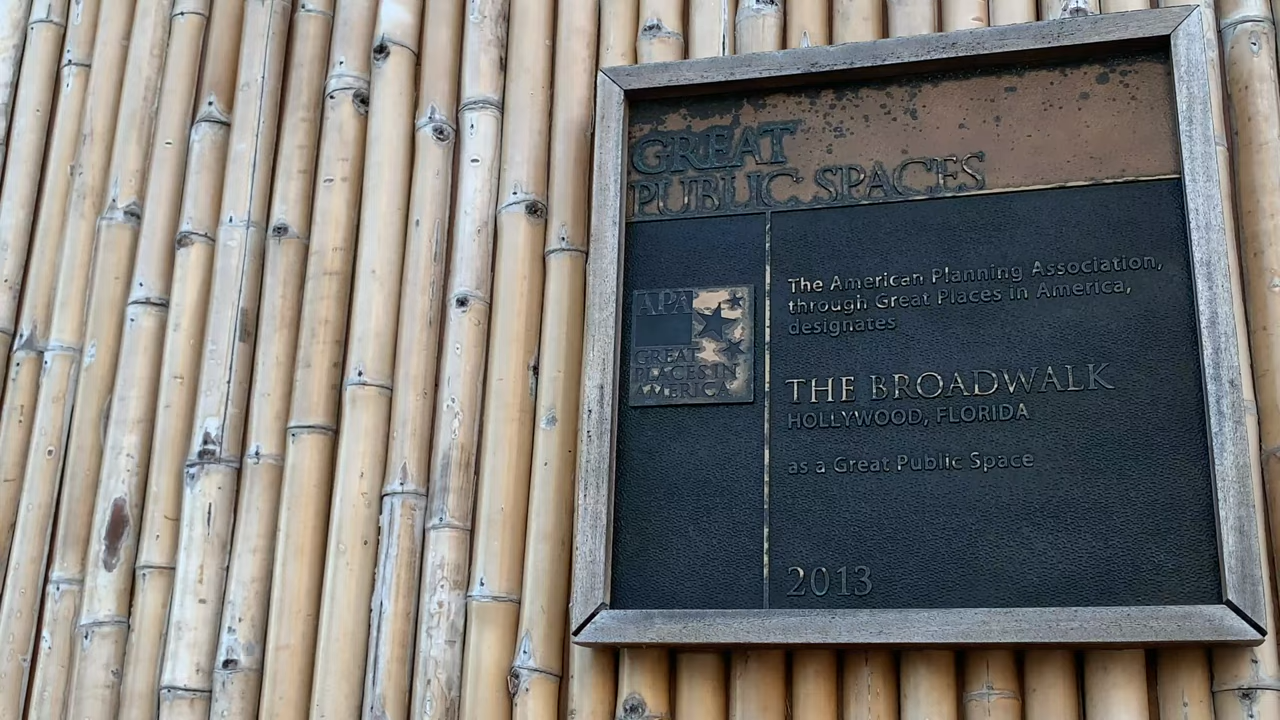 GREAT
PUBLIC SPACES
APA
GREAT
PLACES IN
AMERICA
The American Planning Association,
through Great Places in America,
designates
THE BROADWALK
HOLLYWOOD, FLORIDA
as a Great Public Space
2013